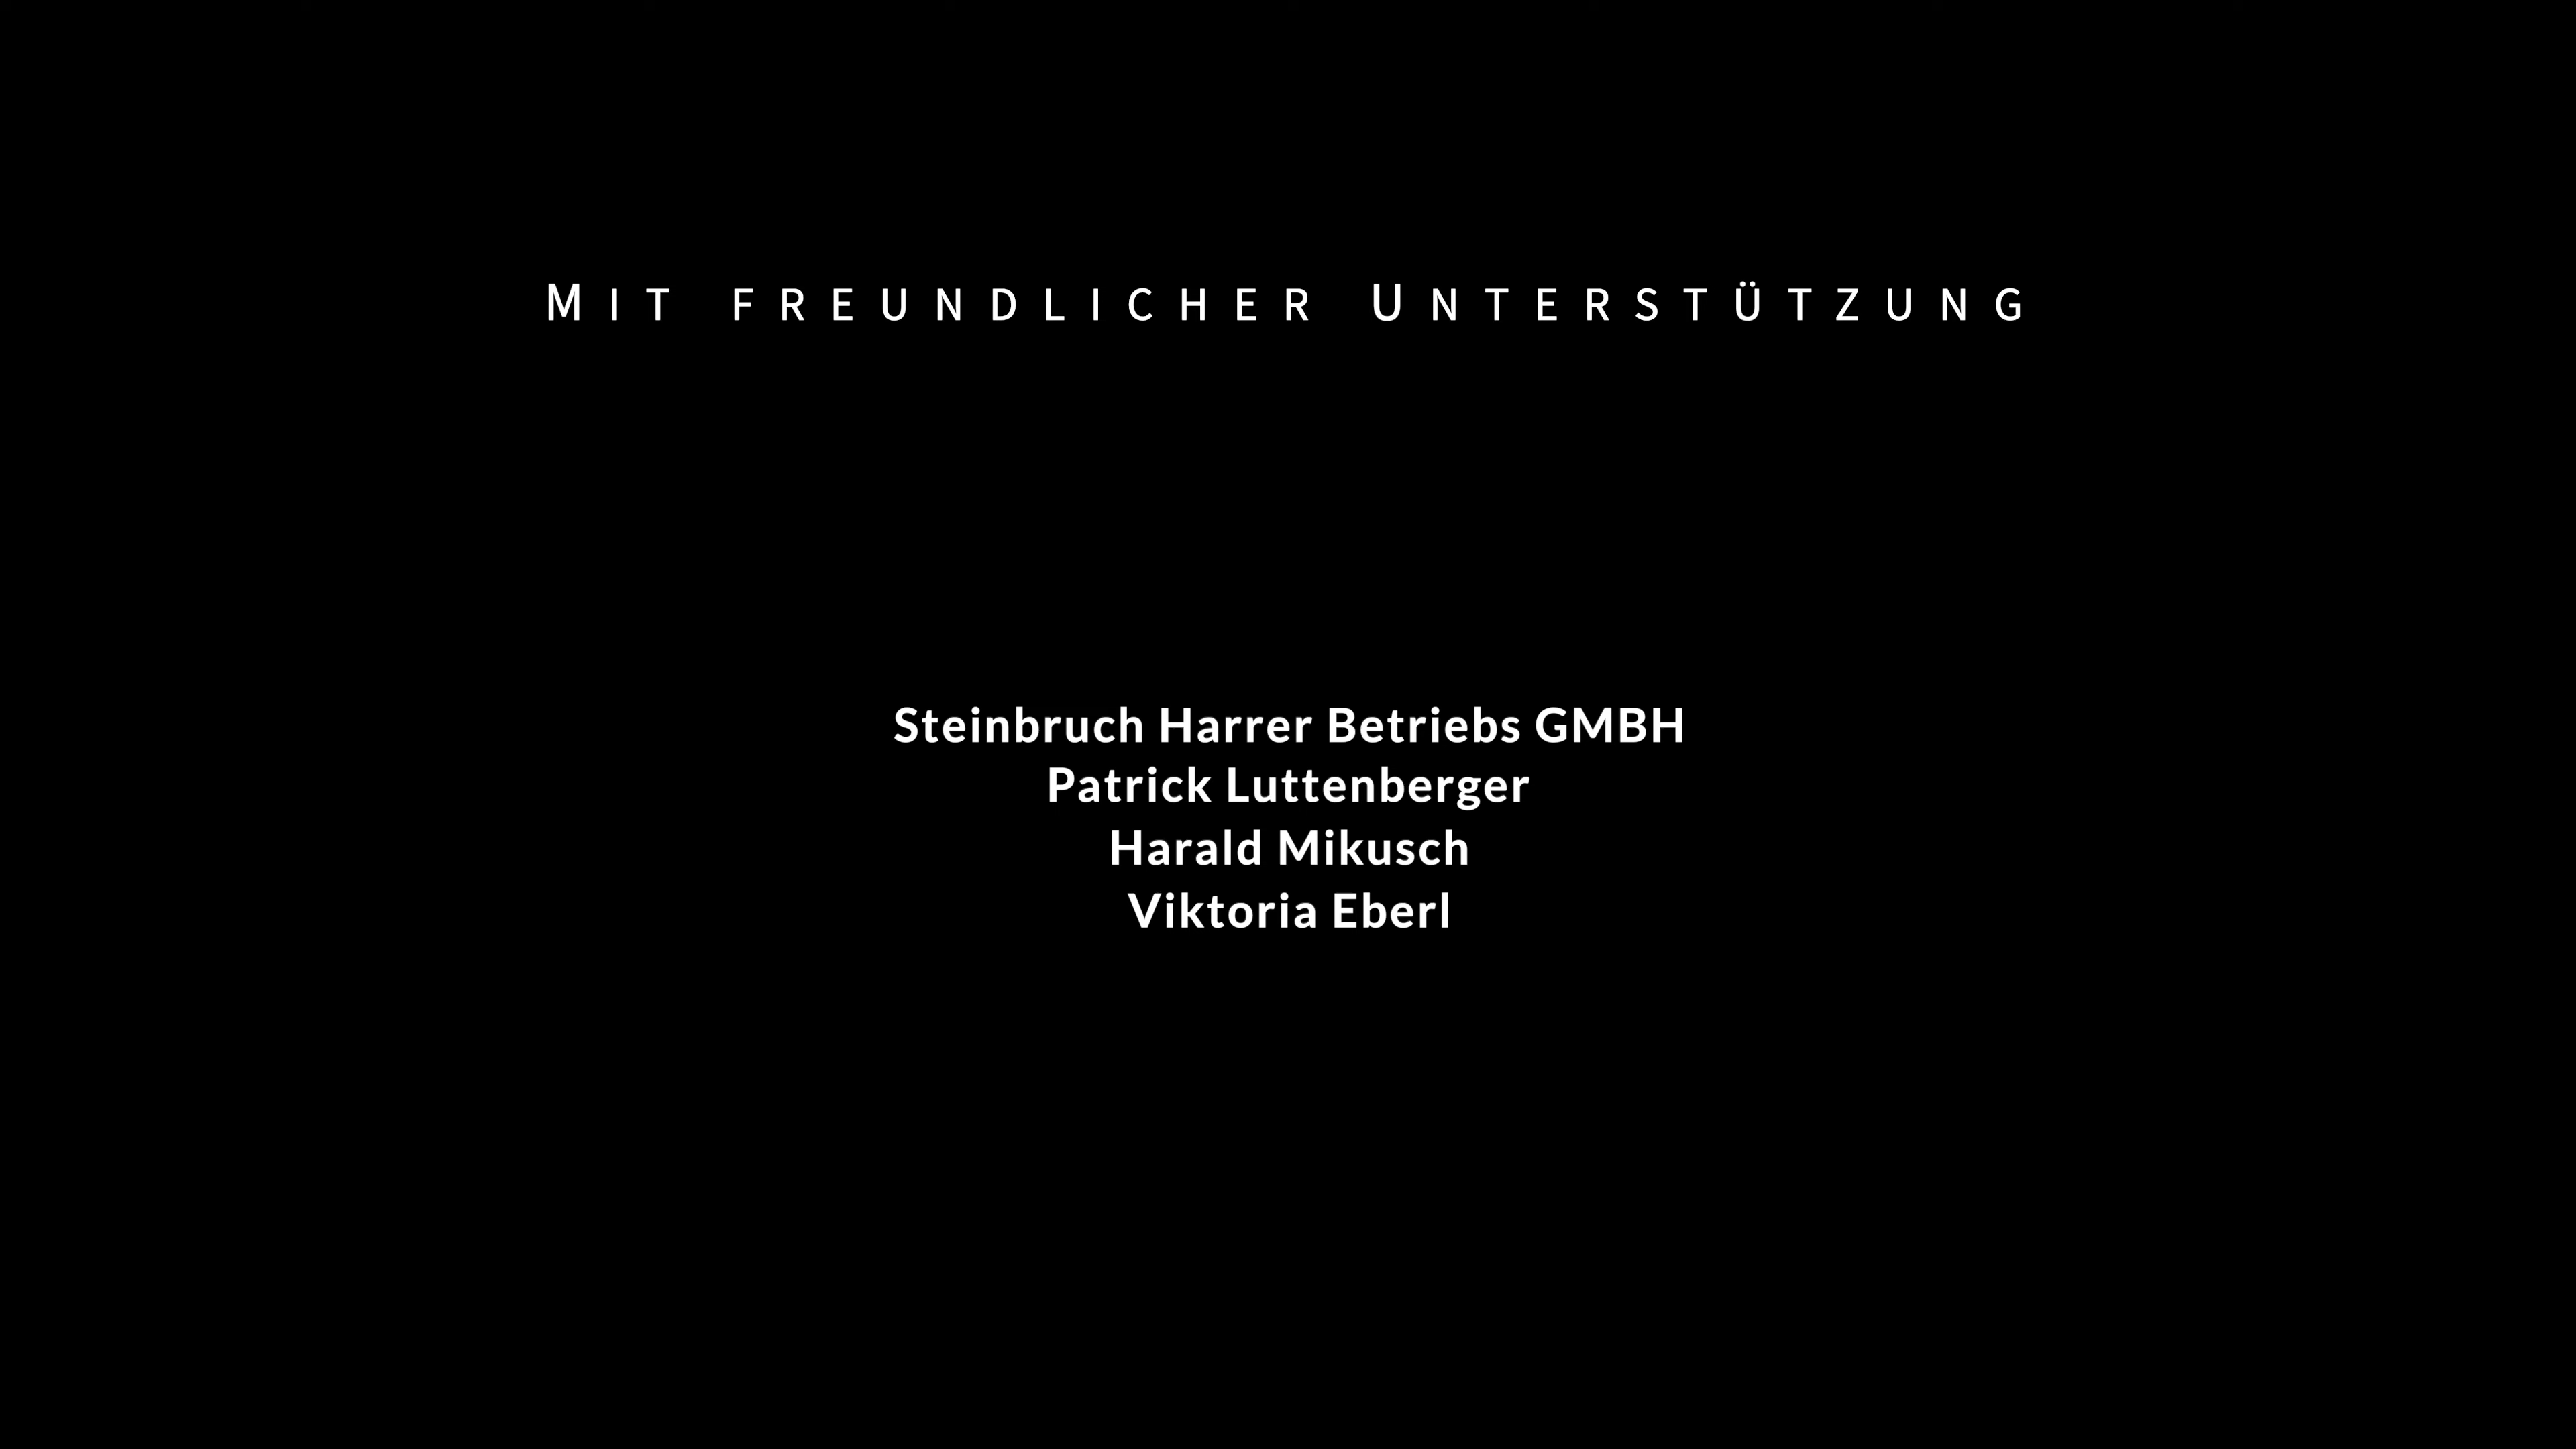 Mit freundlicher Unterstützung
Steinbruch Harrer Betriebs GMBH
Patrick Luttenberger
Harald Mikusch
Viktoria Eberl